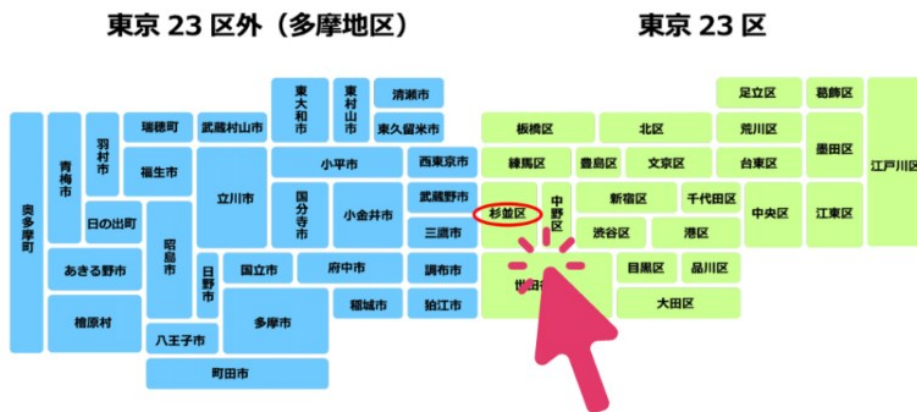 東京 23 区外（多摩地区）
東京 23 区
奥多摩町
青梅市
羽村市
瑞穂町
武蔵村山市
東大和市
東村山市
清瀬市
東久留米市
福生市
立川市
小平市
西東京市
日の出町
昭島市
国分寺市
小金井市
武蔵野市
三鷹市
あきる野市
日野市
国立市
府中市
調布市
檜原村
多摩市
稲城市
狛江市
八王子市
町田市
足立区
葛飾区
江戸川区
板橋区
北区
荒川区
墨田区
練馬区
豊島区
文京区
台東区
杉並区
中野区
新宿区
千代田区
中央区
江東区
渋谷区
港区
世田
目黒区
品川区
大田区